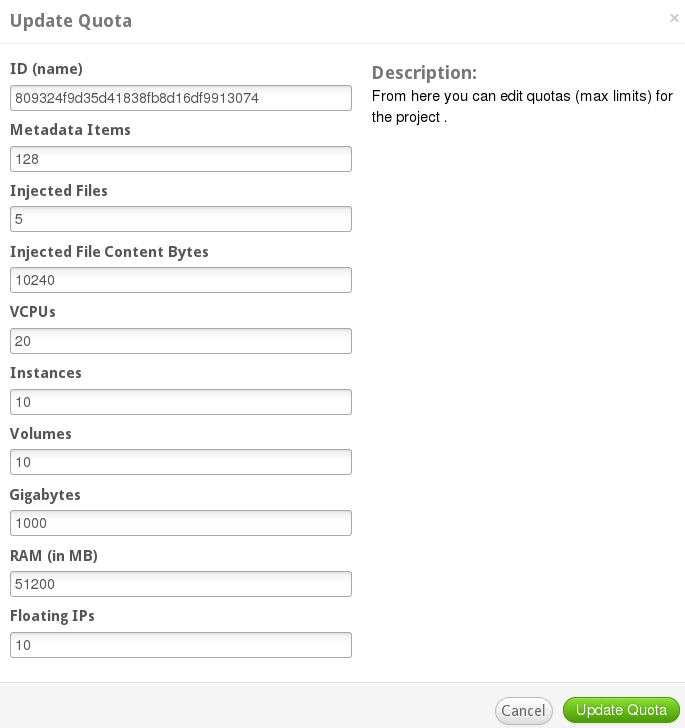 Update Quota
×
ID (name)
809324f9d35d41838fb8d16df9913074
Metadata Items
128
Injected Files
5
Injected File Content Bytes
10240
VCPUs
20
Instances
10
Volumes
10
Gigabytes
1000
RAM (in MB)
51200
Floating IPs
10
Description:
From here you can edit quotas (max limits) for
the project .
Cancel
Update Quota